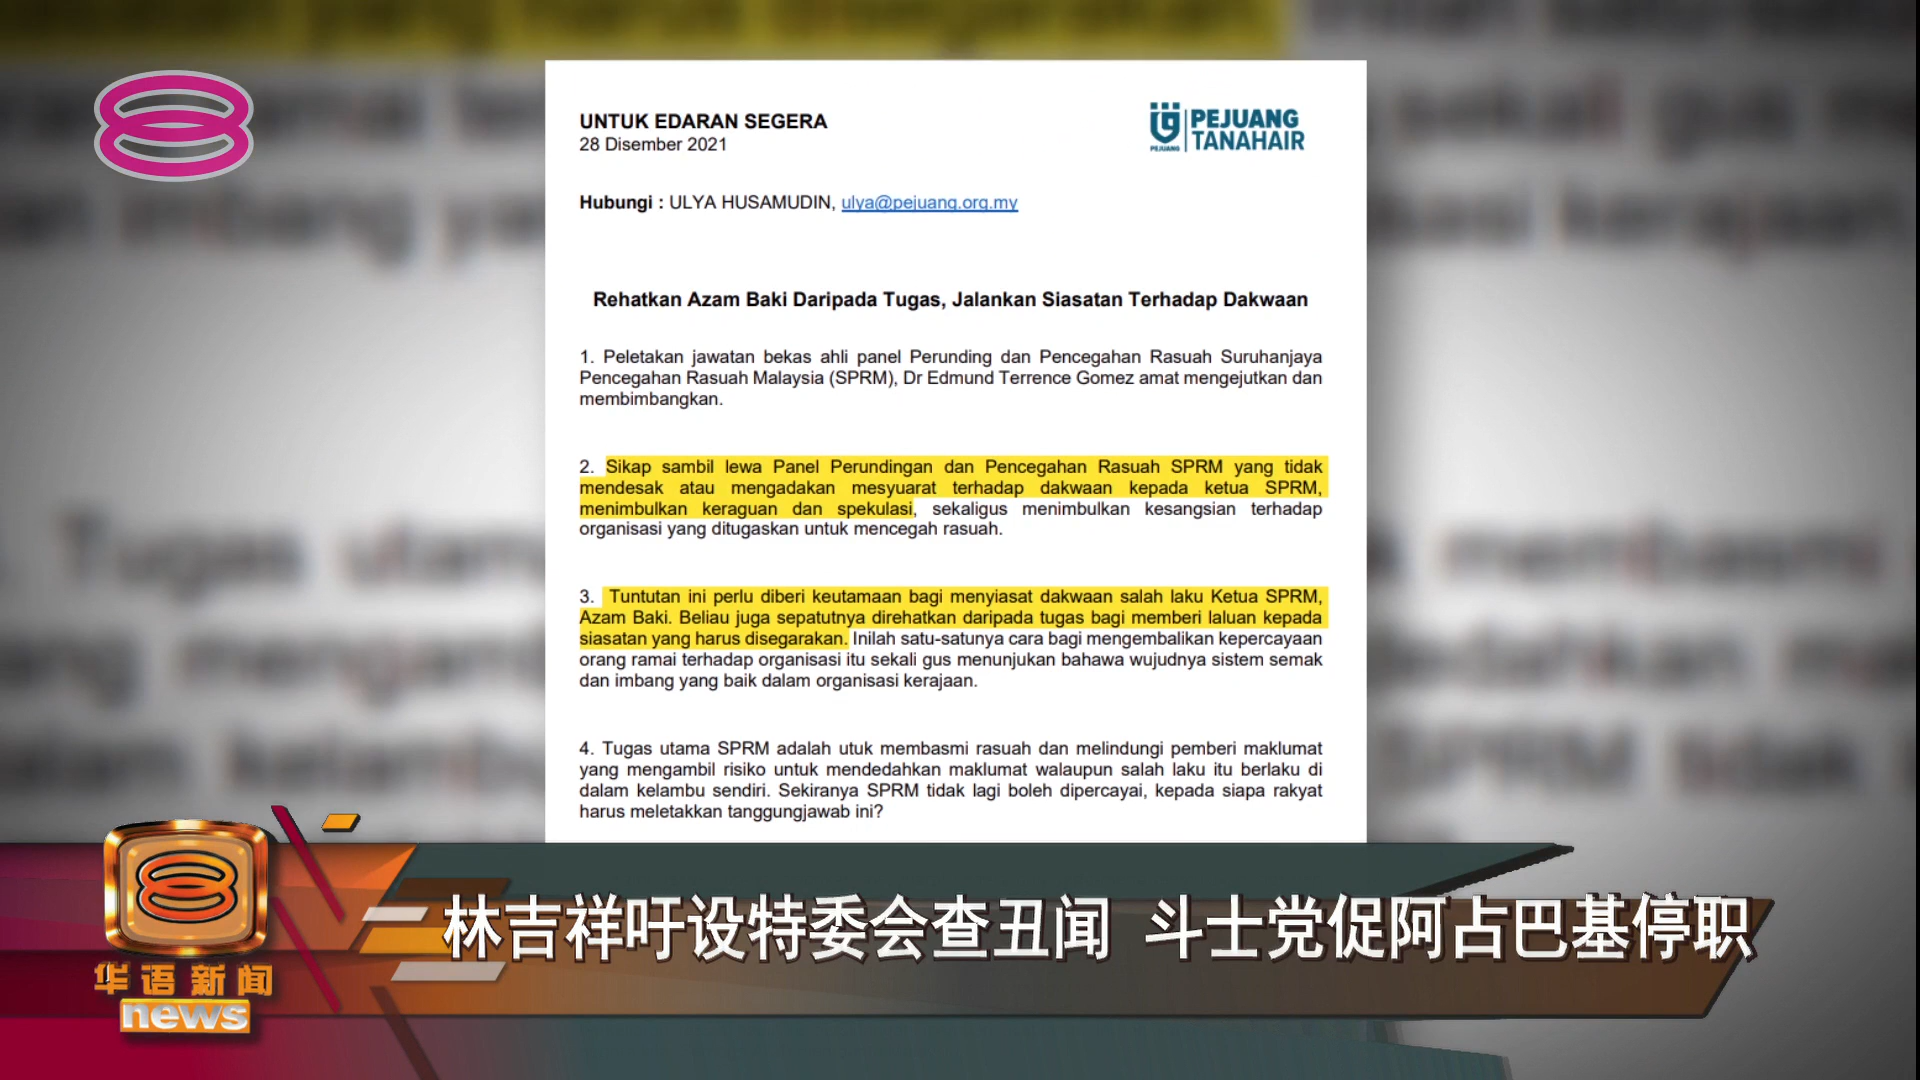 UNTUK EDARAN SEGERA
28 Disember 2021
PEJUANG
PEJUANG
TANAHAIR
Hubungi : ULYA HUSAMUDIN, ulya@pejuang.org.my
Rehatkan Azam Baki Daripada Tugas, Jalankan Siasatan Terhadap Dakwaan
1. Peletakan jawatan bekas ahli panel Perunding dan Pencegahan Rasuah Suruhanjaya
Pencegahan Rasuah Malaysia (SPRM), Dr Edmund Terrence Gomez amat mengejutkan dan
membimbangkan.
2. Sikap sambil lewa Panel Perundingan dan Pencegahan Rasuah SPRM yang tidak
mendesak atau mengadakan mesyuarat terhadap dakwaan kepada ketua SPRM,
menimbulkan keraguan dan spekulasi, sekaligus menimbulkan kesangsian terhadap
organisasi yang ditugaskan untuk mencegah rasuah.
3. Tuntutan ini perlu diberi keutamaan bagi menyiasat dakwaan salah laku Ketua SPRM,
Azam Baki. Beliau juga sepatutnya direhatkan daripada tugas bagi memberi laluan kepada
siasatan yang harus disegarakan. Inilah satu-satunya cara bagi mengembalikan kepercayaan
orang ramai terhadap organisasi itu sekali gus menunjukan bahawa wujudnya sistem semak
dan imbang yang baik dalam organisasi kerajaan.
4. Tugas utama SPRM adalah utuk membasmi rasuah dan melindungi pemberi maklumat
yang mengambil risiko untuk mendedahkan maklumat walaupun salah laku itu berlaku di
dalam kelambu sendiri. Sekiranya SPRM tidak lagi boleh dipercayai, kepada siapa rakyat
harus meletakkan tanggungjawab ini?
林吉祥吁设特委会查丑闻 斗士党促阿占巴基停职
华语新闻
news